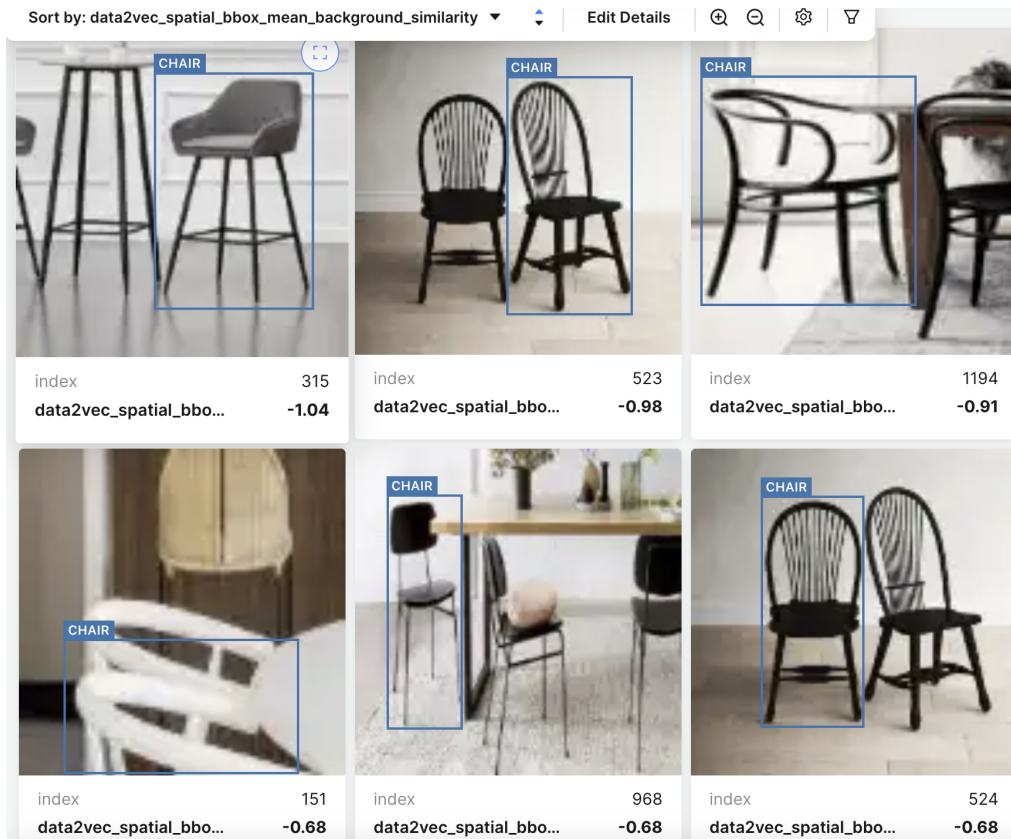 Sort by: data2vec_spatial_bbox_mean_background_similarity
Edit Details
CHAIR
CHAIR
CHAIR
index 315
data2vec_spatial_bbo... -1.04
index 523
data2vec_spatial_bbo... -0.98
index 1194
data2vec_spatial_bbo... -0.91
CHAIR
CHAIR
CHAIR
index 151
data2vec_spatial_bbo... -0.68
index 968
data2vec_spatial_bbo... -0.68
index 524
data2vec_spatial_bbo... -0.68